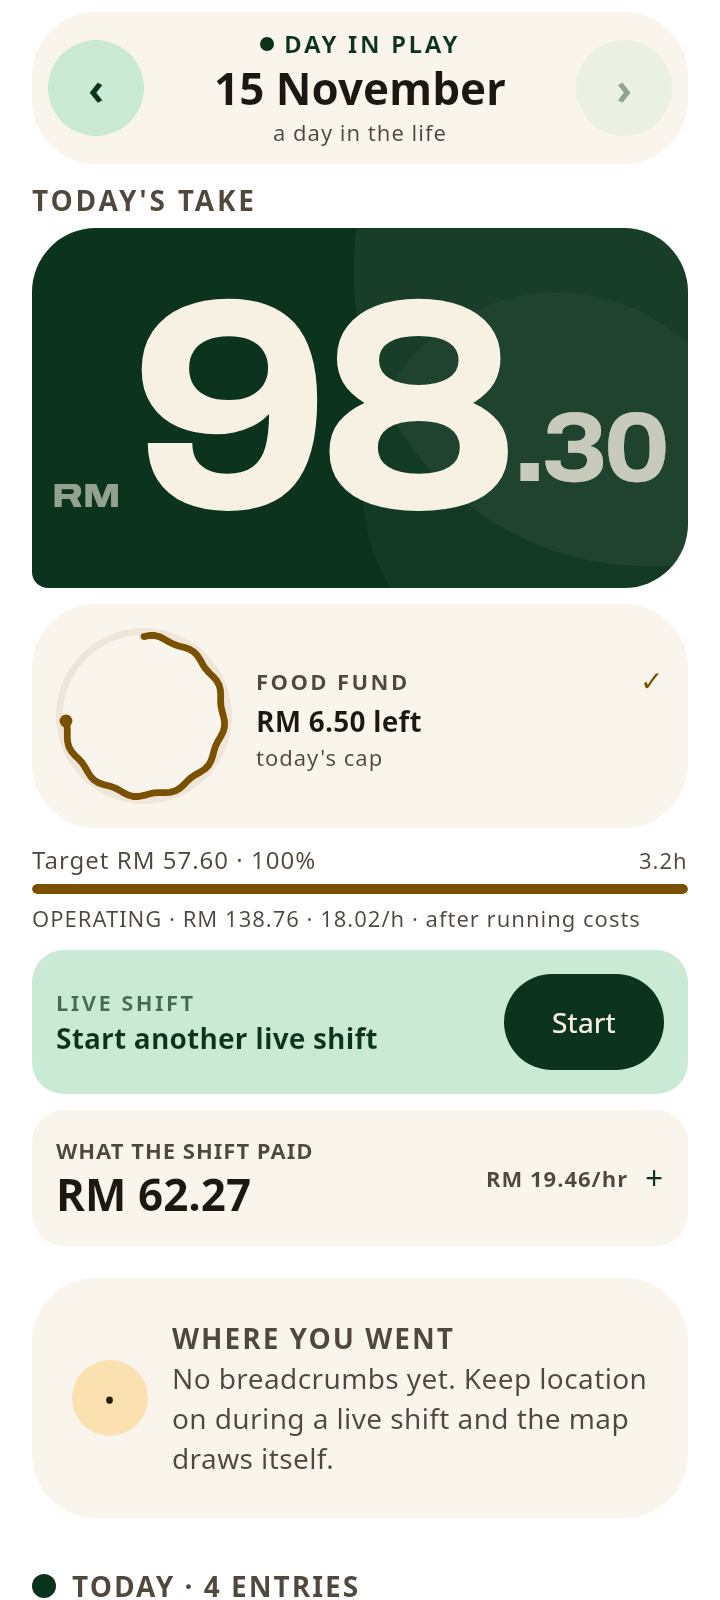 DAY IN PLAY
‹
15 November
›
a day in the life
TODAY'S TAKE
RM 98.30
FOOD FUND ✓
RM 6.50 left
today's cap
Target RM 57.60 · 100% 3.2h
OPERATING · RM 138.76 · 18.02/h · after running costs
LIVE SHIFT
Start another live shift
Start
WHAT THE SHIFT PAID
RM 62.27
RM 19.46/hr +
WHERE YOU WENT
No breadcrumbs yet. Keep location
on during a live shift and the map
draws itself.
TODAY · 4 ENTRIES